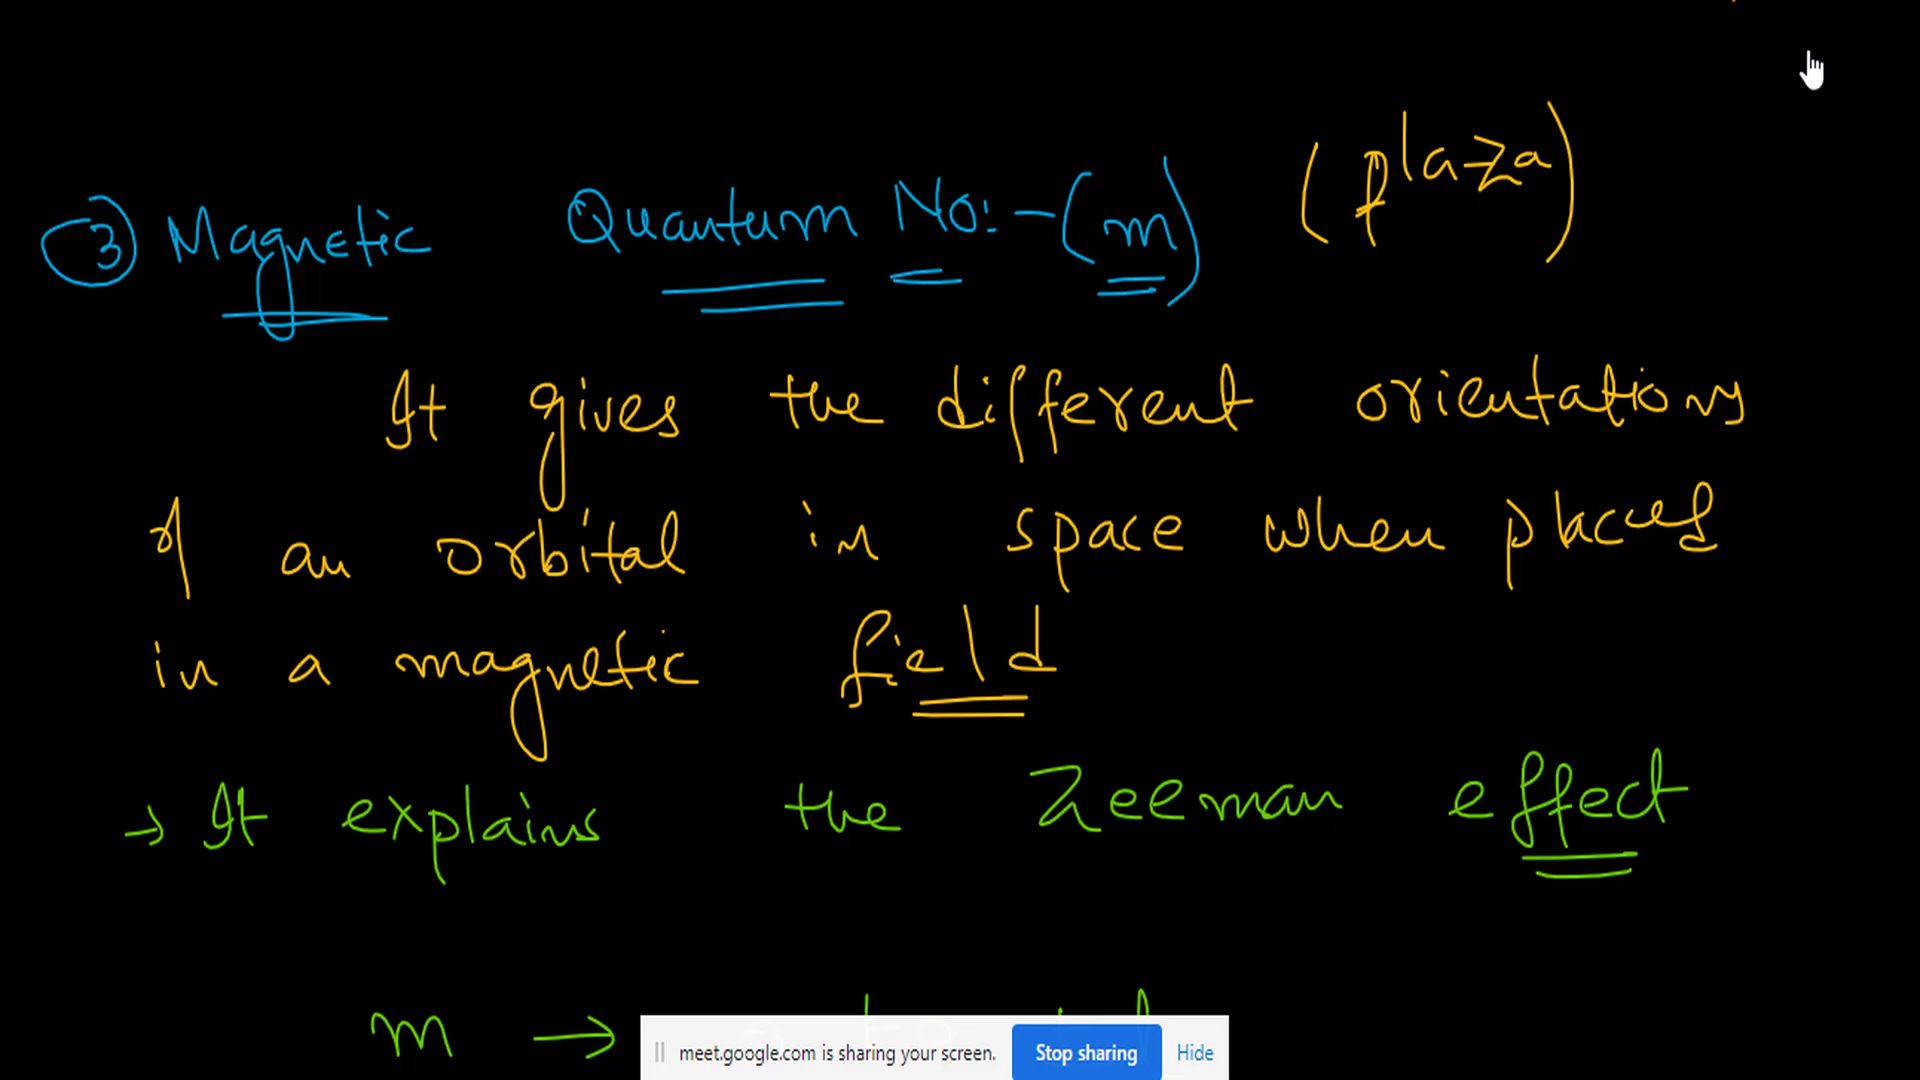 3 Magnetic Quantum No:- (m) (plaza)
It gives the different orientations
of an orbital in space when placed
in a magnetic field
→ It explains the Zeeman effect
m →
meet.google.com is sharing your screen. Stop sharing Hide